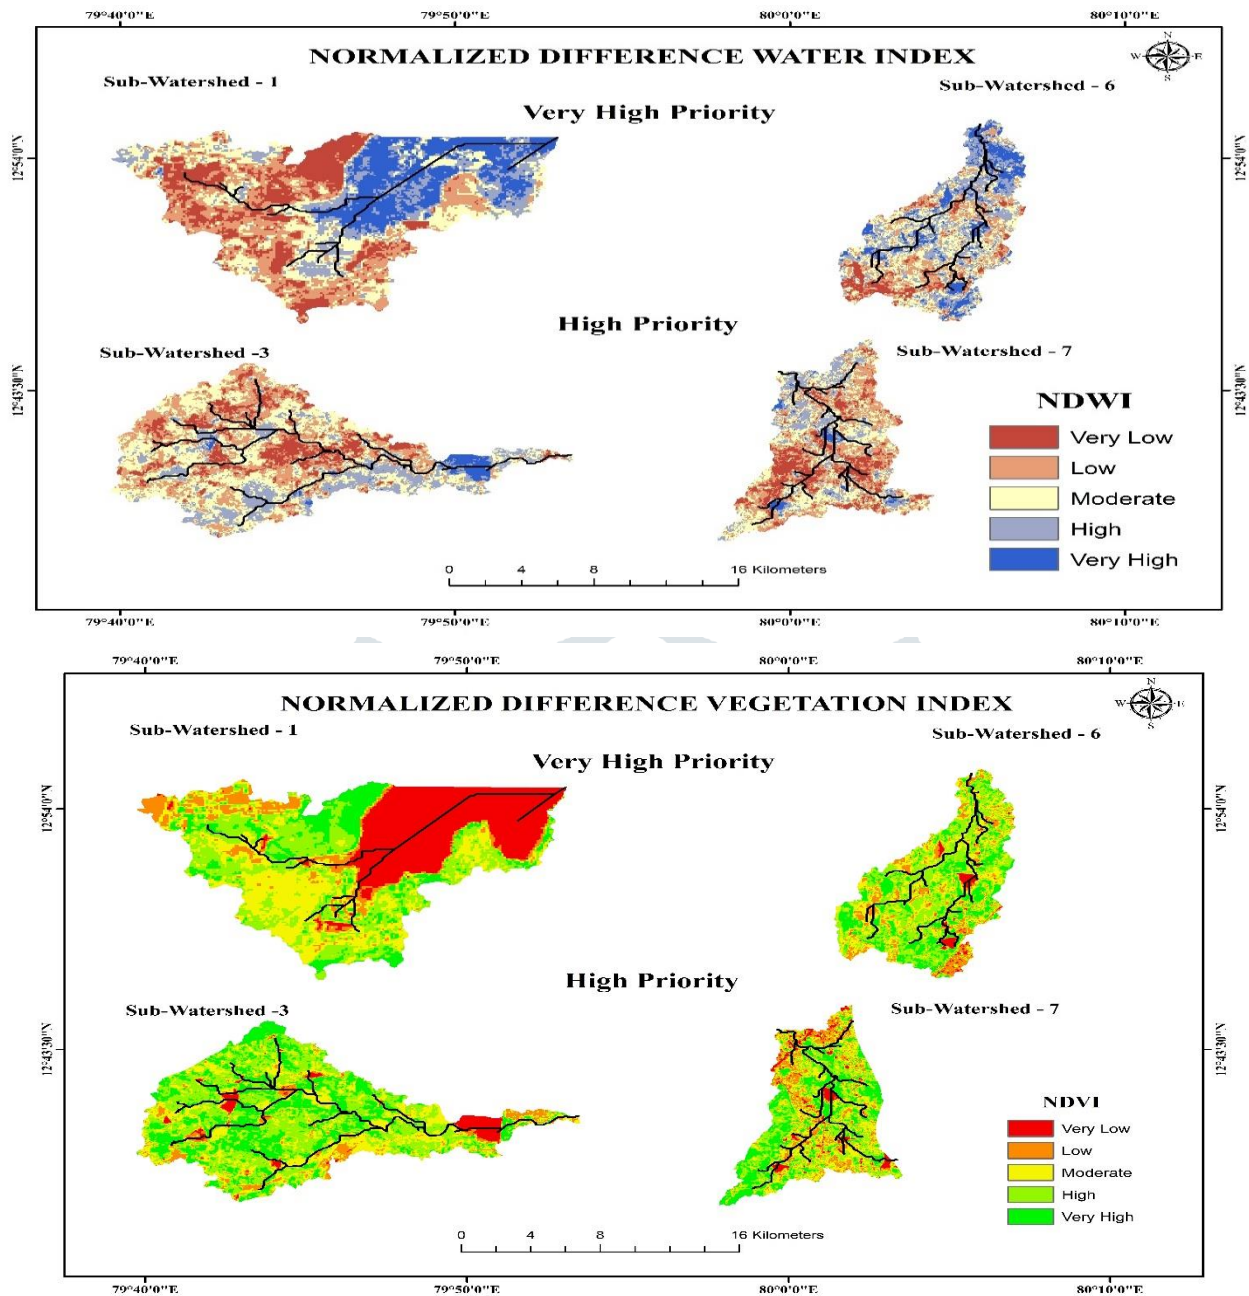 79°40'0"E 79°50'0"E 80°0'0"E 80°10'0"E
NORMALIZED DIFFERENCE WATER INDEX
N
W E
S
Sub-Watershed - 1
Sub-Watershed - 6
Very High Priority
12°54'0"N
12°54'0"N
High Priority
Sub-Watershed -3
Sub-Watershed - 7
12°43'30"N
12°43'30"N
NDWI
Very Low
Low
Moderate
High
Very High
0 4 8 16 Kilometers
79°40'0"E 79°50'0"E 80°0'0"E 80°10'0"E
79°40'0"E 79°50'0"E 80°0'0"E 80°10'0"E
NORMALIZED DIFFERENCE VEGETATION INDEX
N
W E
S
Sub-Watershed - 1
Sub-Watershed - 6
Very High Priority
12°54'0"N
12°54'0"N
High Priority
Sub-Watershed -3
Sub-Watershed - 7
12°43'30"N
12°43'30"N
NDVI
Very Low
Low
Moderate
High
Very High
0 4 8 16 Kilometers
79°40'0"E 79°50'0"E 80°0'0"E 80°10'0"E